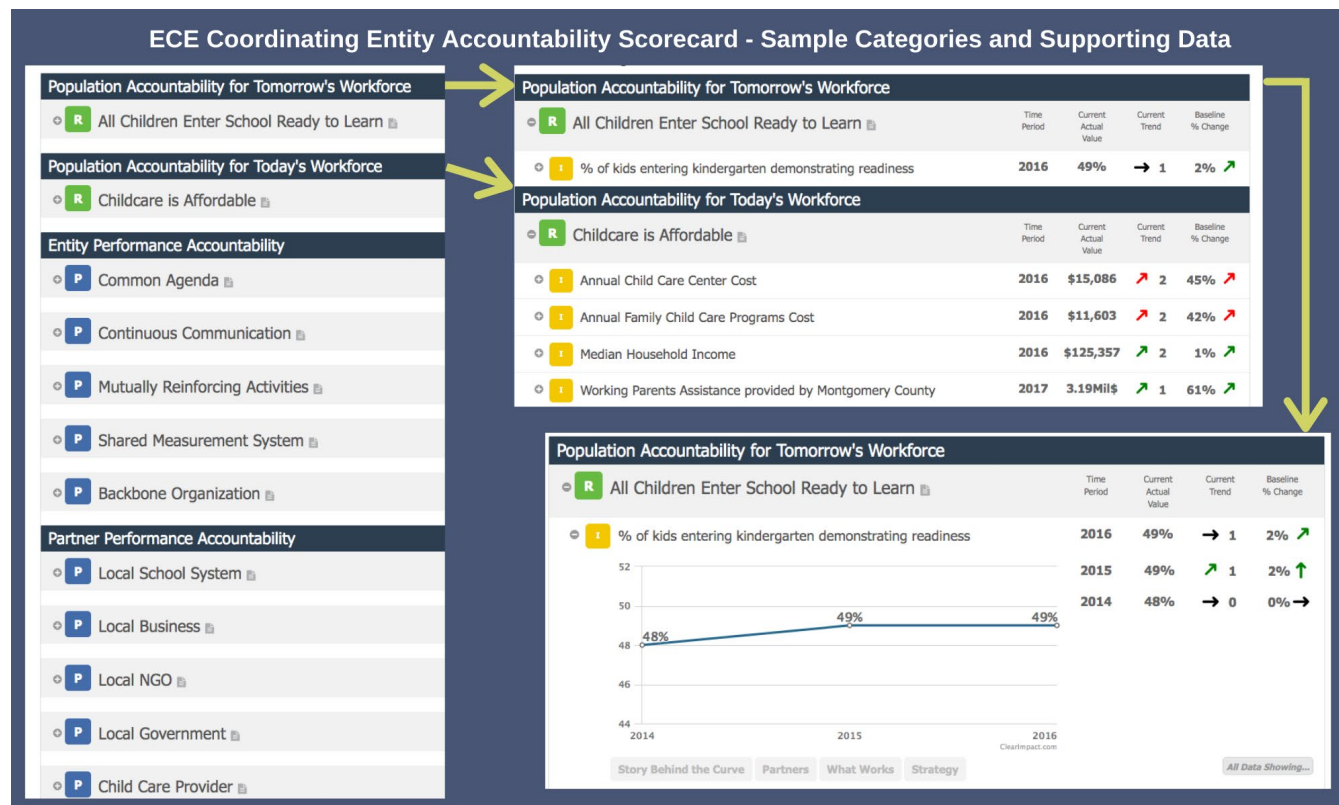 ECE Coordinating Entity Accountability Scorecard - Sample Categories and Supporting Data
Population Accountability for Tomorrow's Workforce
R All Children Enter School Ready to Learn
Population Accountability for Today's Workforce
R Childcare is Affordable
Entity Performance Accountability
P Common Agenda
P Continuous Communication
P Mutually Reinforcing Activities
P Shared Measurement System
P Backbone Organization
Partner Performance Accountability
P Local School System
P Local Business
P Local NGO
P Local Government
P Child Care Provider
Population Accountability for Tomorrow's Workforce
R All Children Enter School Ready to Learn Time Period Current Actual Value Current Trend Baseline % Change
I % of kids entering kindergarten demonstrating readiness 2016 49% → 1 2% ↗
Population Accountability for Today's Workforce
R Childcare is Affordable Time Period Current Actual Value Current Trend Baseline % Change
I Annual Child Care Center Cost 2016 $15,086 ↗ 2 45% ↗
I Annual Family Child Care Programs Cost 2016 $11,603 ↗ 2 42% ↗
I Median Household Income 2016 $125,357 ↗ 2 1% ↗
I Working Parents Assistance provided by Montgomery County 2017 3.19Mil$ ↗ 1 61% ↗
Population Accountability for Tomorrow's Workforce
R All Children Enter School Ready to Learn Time Period Current Actual Value Current Trend Baseline % Change
I % of kids entering kindergarten demonstrating readiness 2016 49% → 1 2% ↗
2015 49% ↗ 1 2% ↑
2014 48% → 0 0% →
52
50
48
46
44
48%
49%
49%
2014 2015 2016
ClearImpact.com
Story Behind the Curve Partners What Works Strategy
All Data Showing...